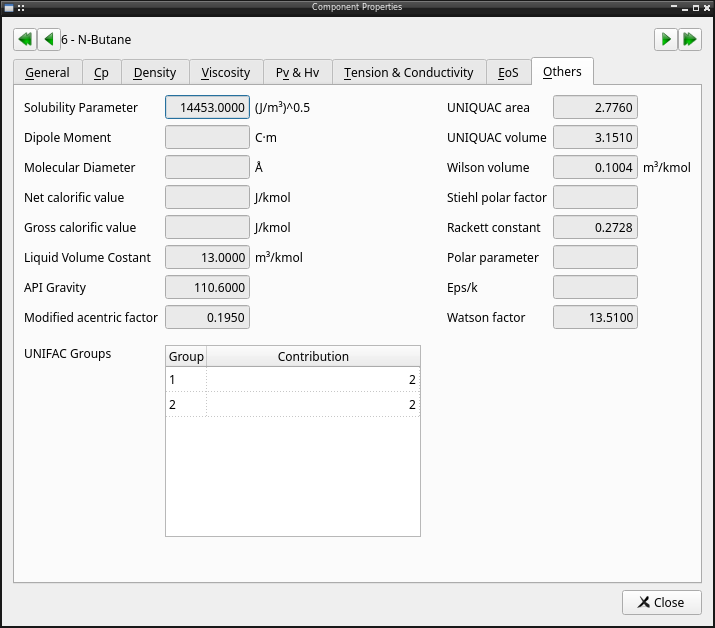 Component Properties
6 - N-Butane
General Cp Density Viscosity Pv & Hv Tension & Conductivity EoS Others
Solubility Parameter 14453.0000 (J/m³)^0.5 UNIQUAC area 2.7760
Dipole Moment C·m UNIQUAC volume 3.1510
Molecular Diameter Å Wilson volume 0.1004 m³/kmol
Net calorific value J/kmol Stiehl polar factor
Gross calorific value J/kmol Rackett constant 0.2728
Liquid Volume Costant 13.0000 m³/kmol Polar parameter
API Gravity 110.6000 Eps/k
Modified acentric factor 0.1950 Watson factor 13.5100
UNIFAC Groups Group Contribution
1 2
2 2
Close